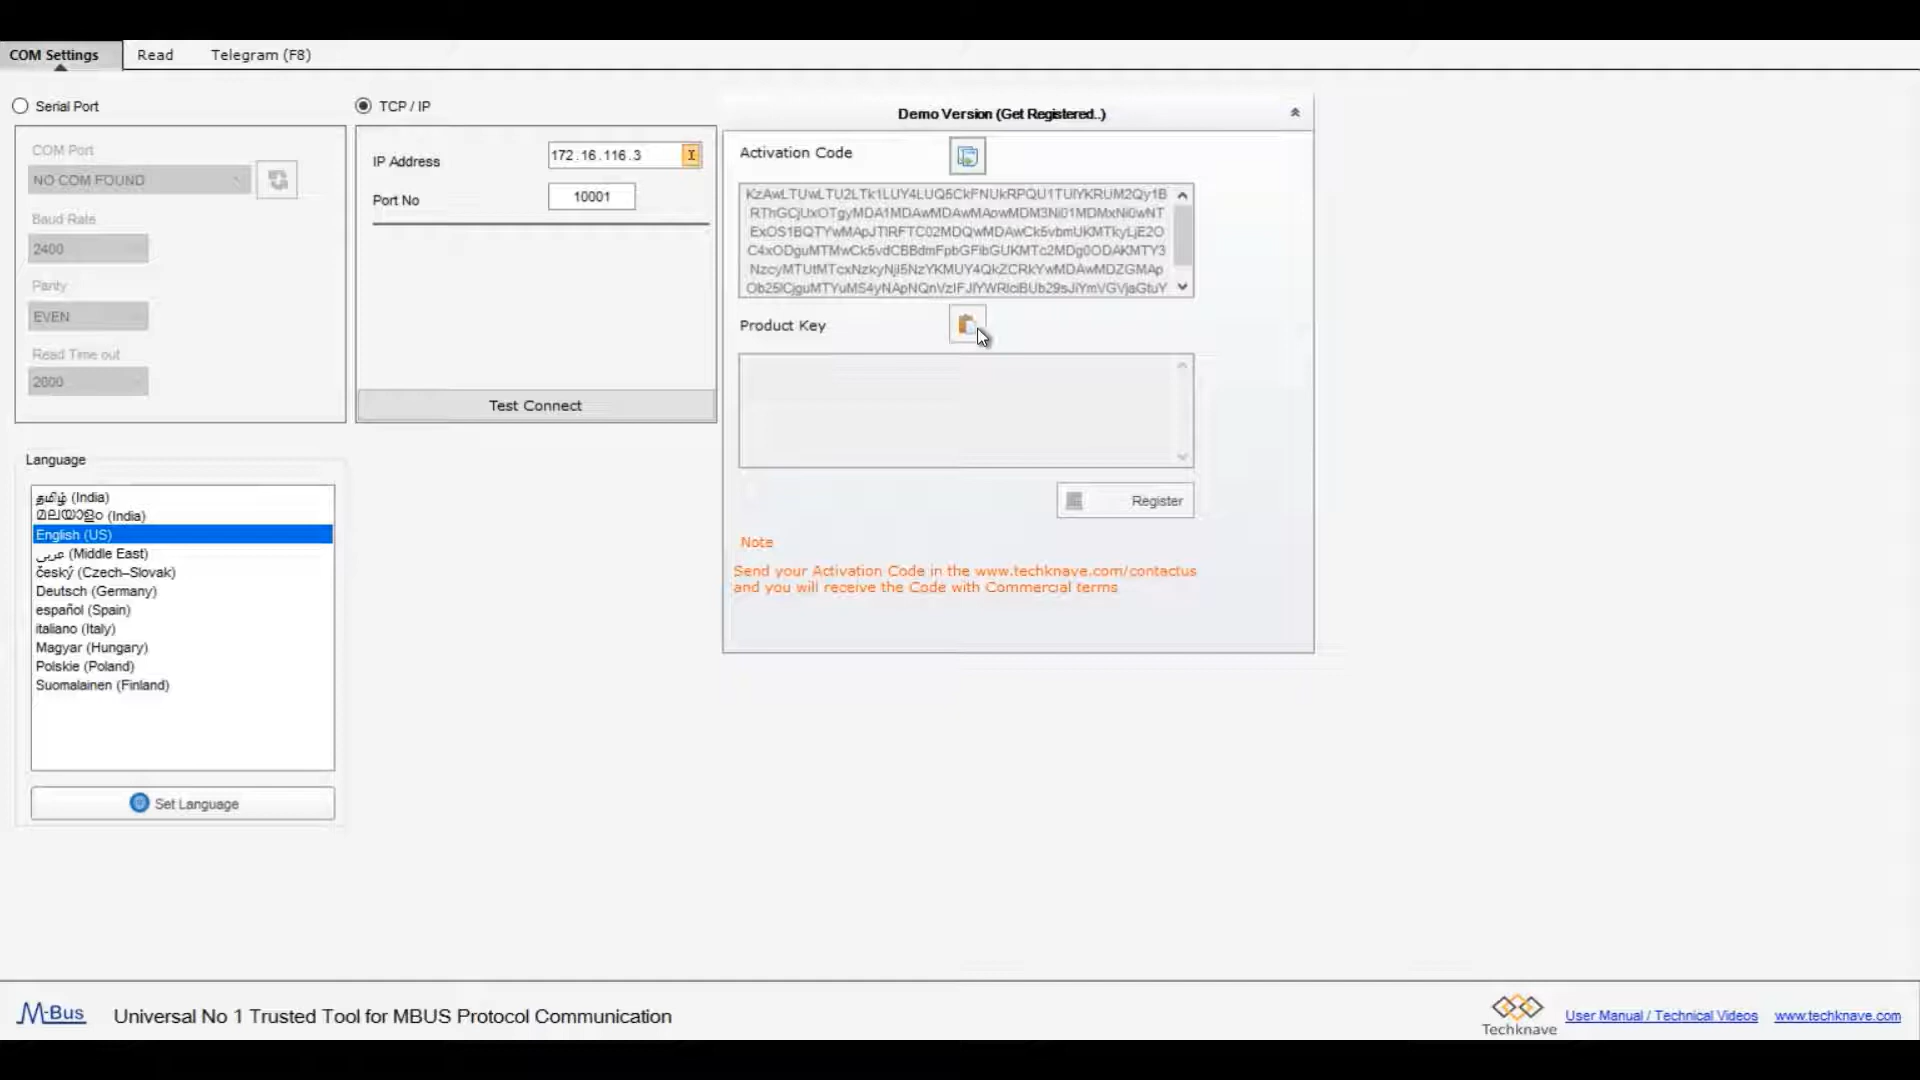 COM Settings
Read
Telegram (F8)
Serial Port
COM Port
NO COM FOUND
Baud Rate
2400
Parity
EVEN
Read Time out
2000
TCP / IP
IP Address
172.16.116.3
Port No
10001
Test Connect
Demo Version (Get Registered..)
Activation Code
Product Key
Register
Note
Send your Activation Code in the www.techknave.com/contactus
and you will receive the Code with Commercial terms
Language
தமிழ் (India)
മലയാളം (India)
English (US)
عربى (Middle East)
český (Czech–Slovak)
Deutsch (Germany)
español (Spain)
italiano (Italy)
Magyar (Hungary)
Polskie (Poland)
Suomalainen (Finland)
Set Language
M-Bus
Universal No 1 Trusted Tool for MBUS Protocol Communication
Techknave
User Manual / Technical Videos
www.techknave.com